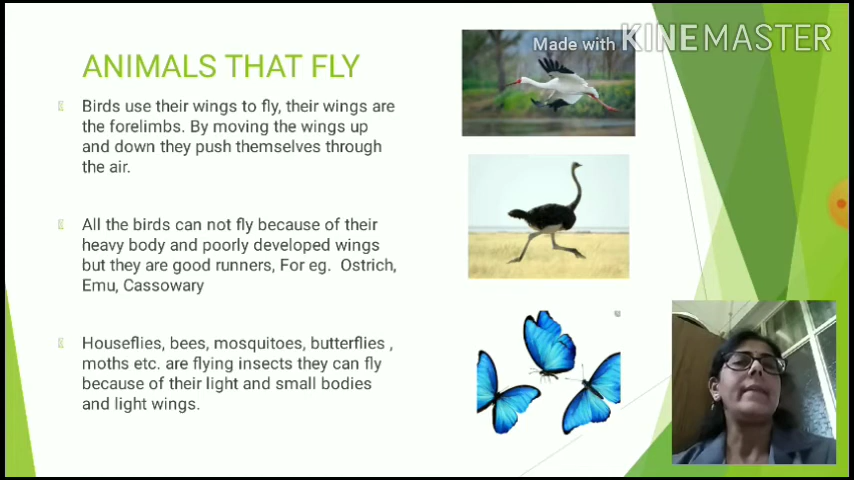 Made with KINEMASTER
ANIMALS THAT FLY
Birds use their wings to fly, their wings are
the forelimbs. By moving the wings up
and down they push themselves through
the air.
All the birds can not fly because of their
heavy body and poorly developed wings
but they are good runners, For eg. Ostrich,
Emu, Cassowary
Houseflies, bees, mosquitoes, butterflies ,
moths etc. are flying insects they can fly
because of their light and small bodies
and light wings.